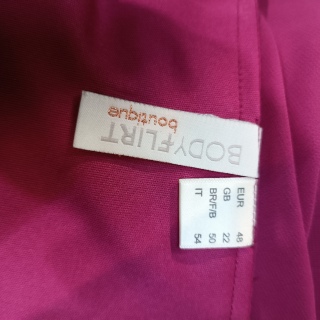 BODYFLIRT
boutique
EUR 48
GB 22
BR/F/B 50
IT 54